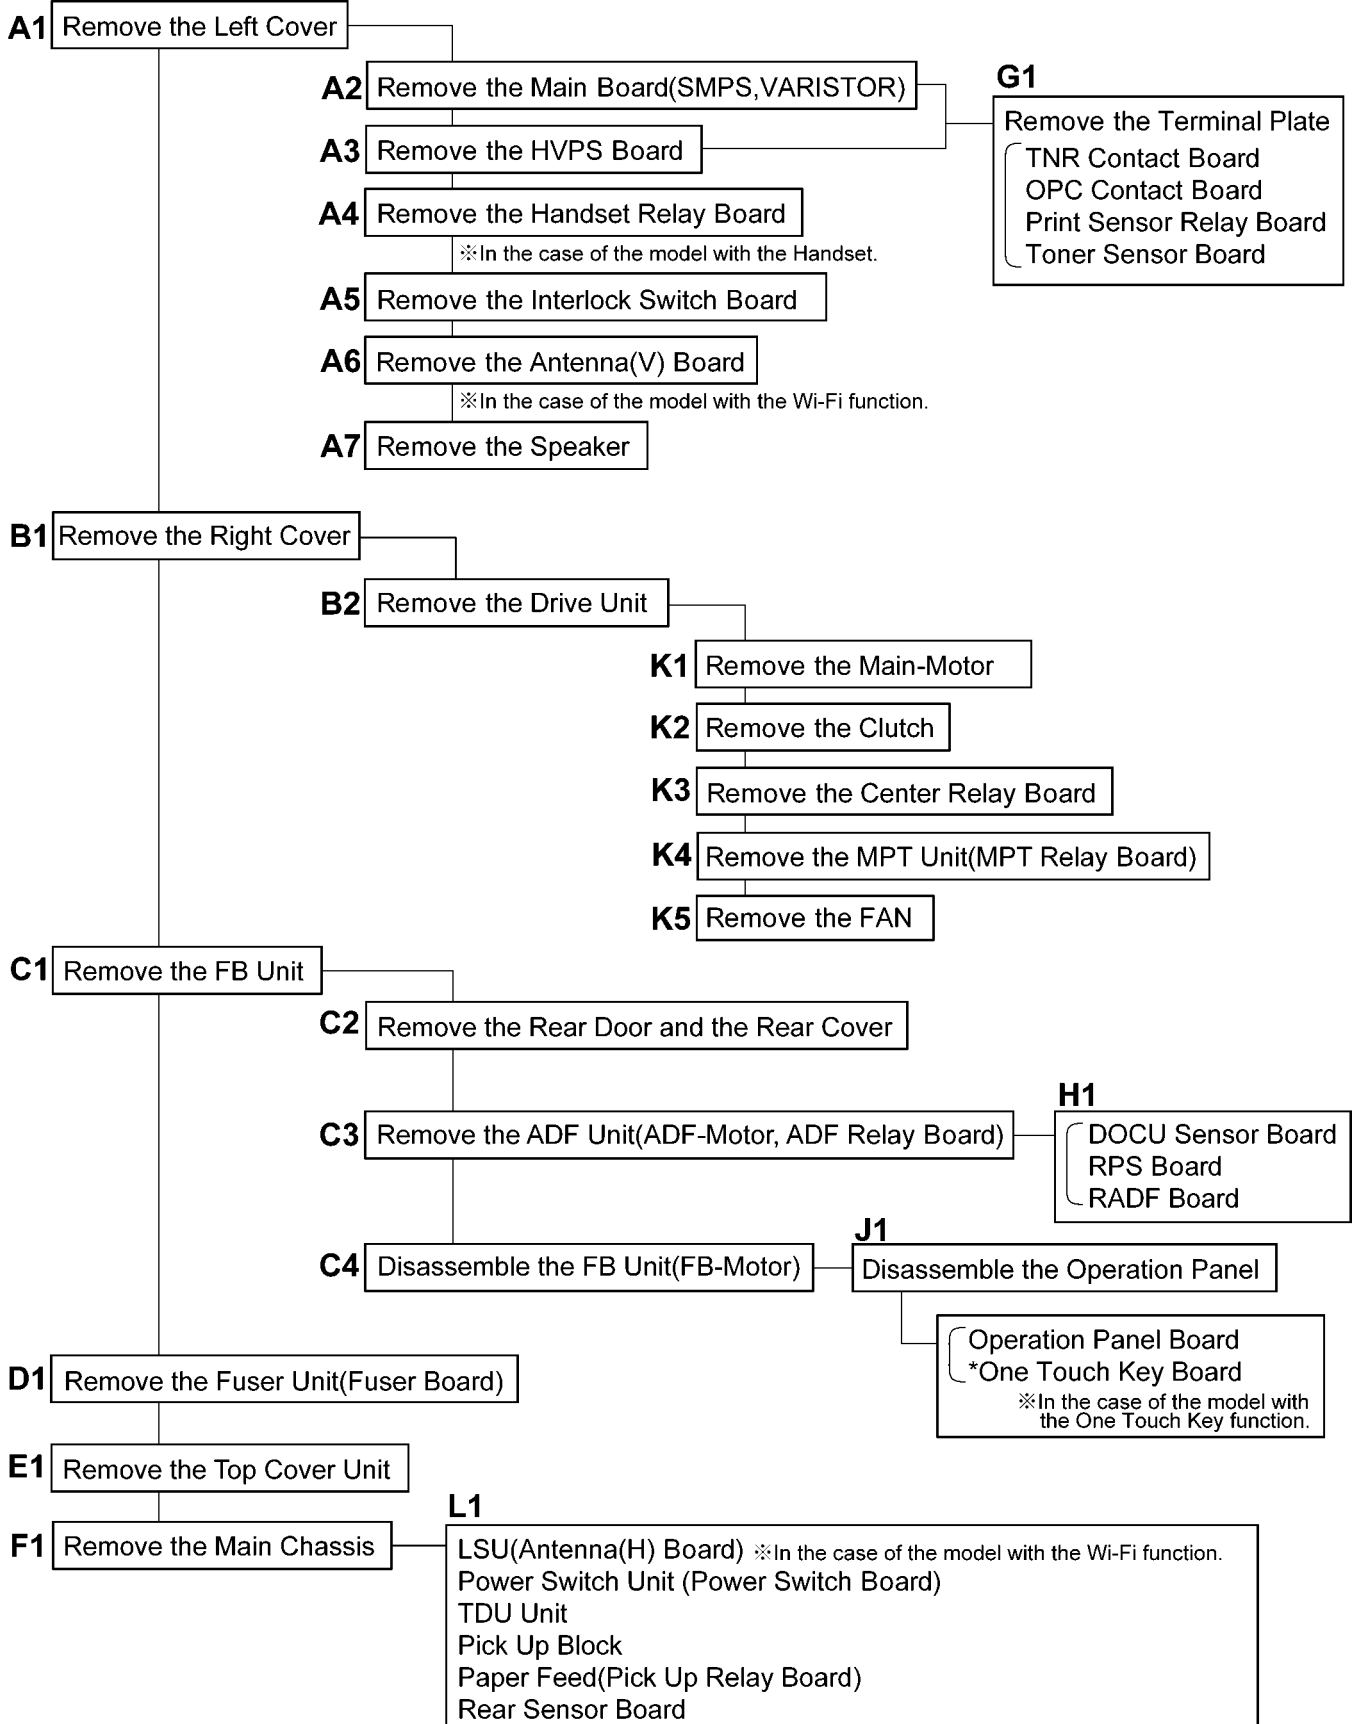 A1 Remove the Left Cover
A2 Remove the Main Board(SMPS,VARISTOR)
A3 Remove the HVPS Board
G1
Remove the Terminal Plate
TNR Contact Board
OPC Contact Board
Print Sensor Relay Board
Toner Sensor Board
A4 Remove the Handset Relay Board
※In the case of the model with the Handset.
A5 Remove the Interlock Switch Board
A6 Remove the Antenna(V) Board
※In the case of the model with the Wi-Fi function.
A7 Remove the Speaker
B1 Remove the Right Cover
B2 Remove the Drive Unit
K1 Remove the Main-Motor
K2 Remove the Clutch
K3 Remove the Center Relay Board
K4 Remove the MPT Unit(MPT Relay Board)
K5 Remove the FAN
C1 Remove the FB Unit
C2 Remove the Rear Door and the Rear Cover
C3 Remove the ADF Unit(ADF-Motor, ADF Relay Board)
H1
DOCU Sensor Board
RPS Board
RADF Board
C4 Disassemble the FB Unit(FB-Motor)
J1
Disassemble the Operation Panel
Operation Panel Board
*One Touch Key Board
※In the case of the model with
the One Touch Key function.
D1 Remove the Fuser Unit(Fuser Board)
E1 Remove the Top Cover Unit
F1 Remove the Main Chassis
L1
LSU(Antenna(H) Board) ※In the case of the model with the Wi-Fi function.
Power Switch Unit (Power Switch Board)
TDU Unit
Pick Up Block
Paper Feed(Pick Up Relay Board)
Rear Sensor Board